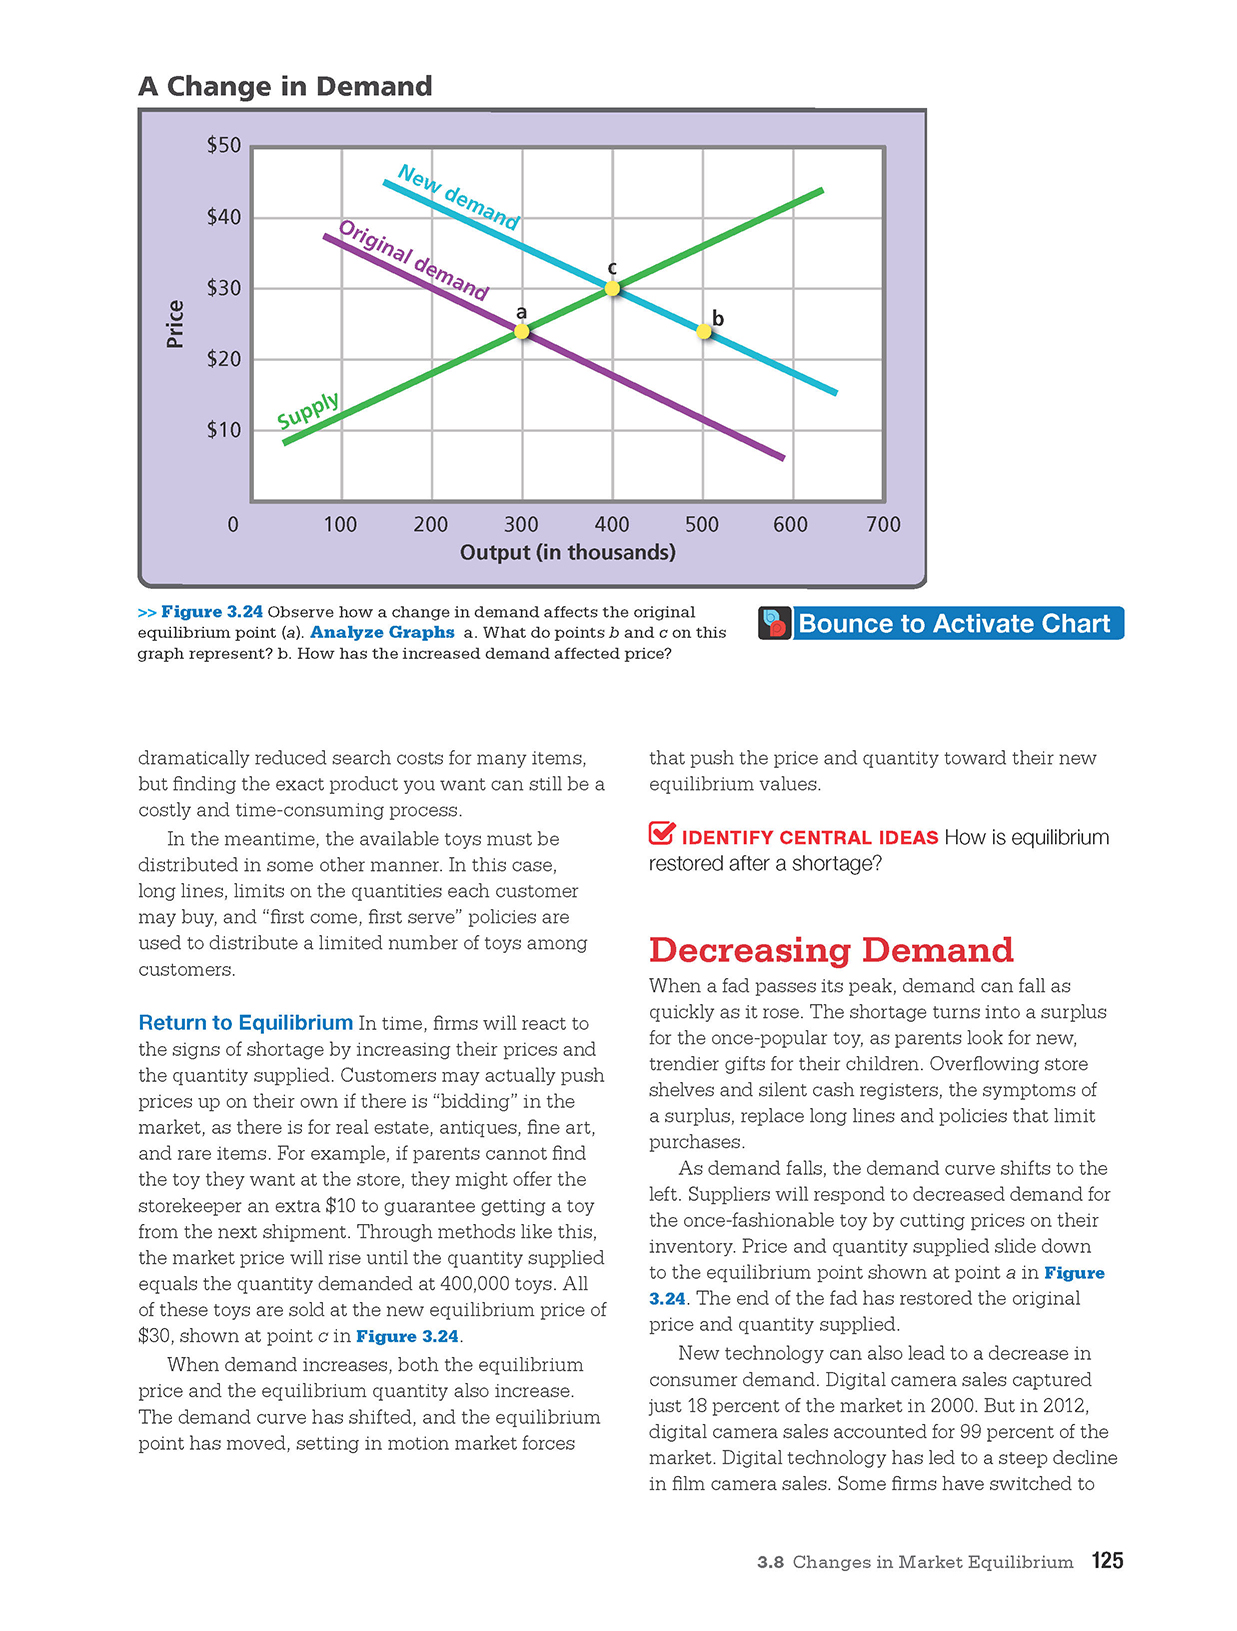 A Change in Demand
$50
$40
$30
$20
$10
Price
New demand
Original demand
Supply
a
c
b
0 100 200 300 400 500 600 700
Output (in thousands)
>> Figure 3.24 Observe how a change in demand affects the original
equilibrium point (a). Analyze Graphs a. What do points b and c on this
graph represent? b. How has the increased demand affected price?
Bounce to Activate Chart
dramatically reduced search costs for many items,
but finding the exact product you want can still be a
costly and time-consuming process.
In the meantime, the available toys must be
distributed in some other manner. In this case,
long lines, limits on the quantities each customer
may buy, and “first come, first serve” policies are
used to distribute a limited number of toys among
customers.
Return to Equilibrium In time, firms will react to
the signs of shortage by increasing their prices and
the quantity supplied. Customers may actually push
prices up on their own if there is “bidding” in the
market, as there is for real estate, antiques, fine art,
and rare items. For example, if parents cannot find
the toy they want at the store, they might offer the
storekeeper an extra $10 to guarantee getting a toy
from the next shipment. Through methods like this,
the market price will rise until the quantity supplied
equals the quantity demanded at 400,000 toys. All
of these toys are sold at the new equilibrium price of
$30, shown at point c in Figure 3.24.
When demand increases, both the equilibrium
price and the equilibrium quantity also increase.
The demand curve has shifted, and the equilibrium
point has moved, setting in motion market forces
that push the price and quantity toward their new
equilibrium values.
IDENTIFY CENTRAL IDEAS How is equilibrium
restored after a shortage?
Decreasing Demand
When a fad passes its peak, demand can fall as
quickly as it rose. The shortage turns into a surplus
for the once-popular toy, as parents look for new,
trendier gifts for their children. Overflowing store
shelves and silent cash registers, the symptoms of
a surplus, replace long lines and policies that limit
purchases.
As demand falls, the demand curve shifts to the
left. Suppliers will respond to decreased demand for
the once-fashionable toy by cutting prices on their
inventory. Price and quantity supplied slide down
to the equilibrium point shown at point a in Figure
3.24. The end of the fad has restored the original
price and quantity supplied.
New technology can also lead to a decrease in
consumer demand. Digital camera sales captured
just 18 percent of the market in 2000. But in 2012,
digital camera sales accounted for 99 percent of the
market. Digital technology has led to a steep decline
in film camera sales. Some firms have switched to
3.8 Changes in Market Equilibrium 125